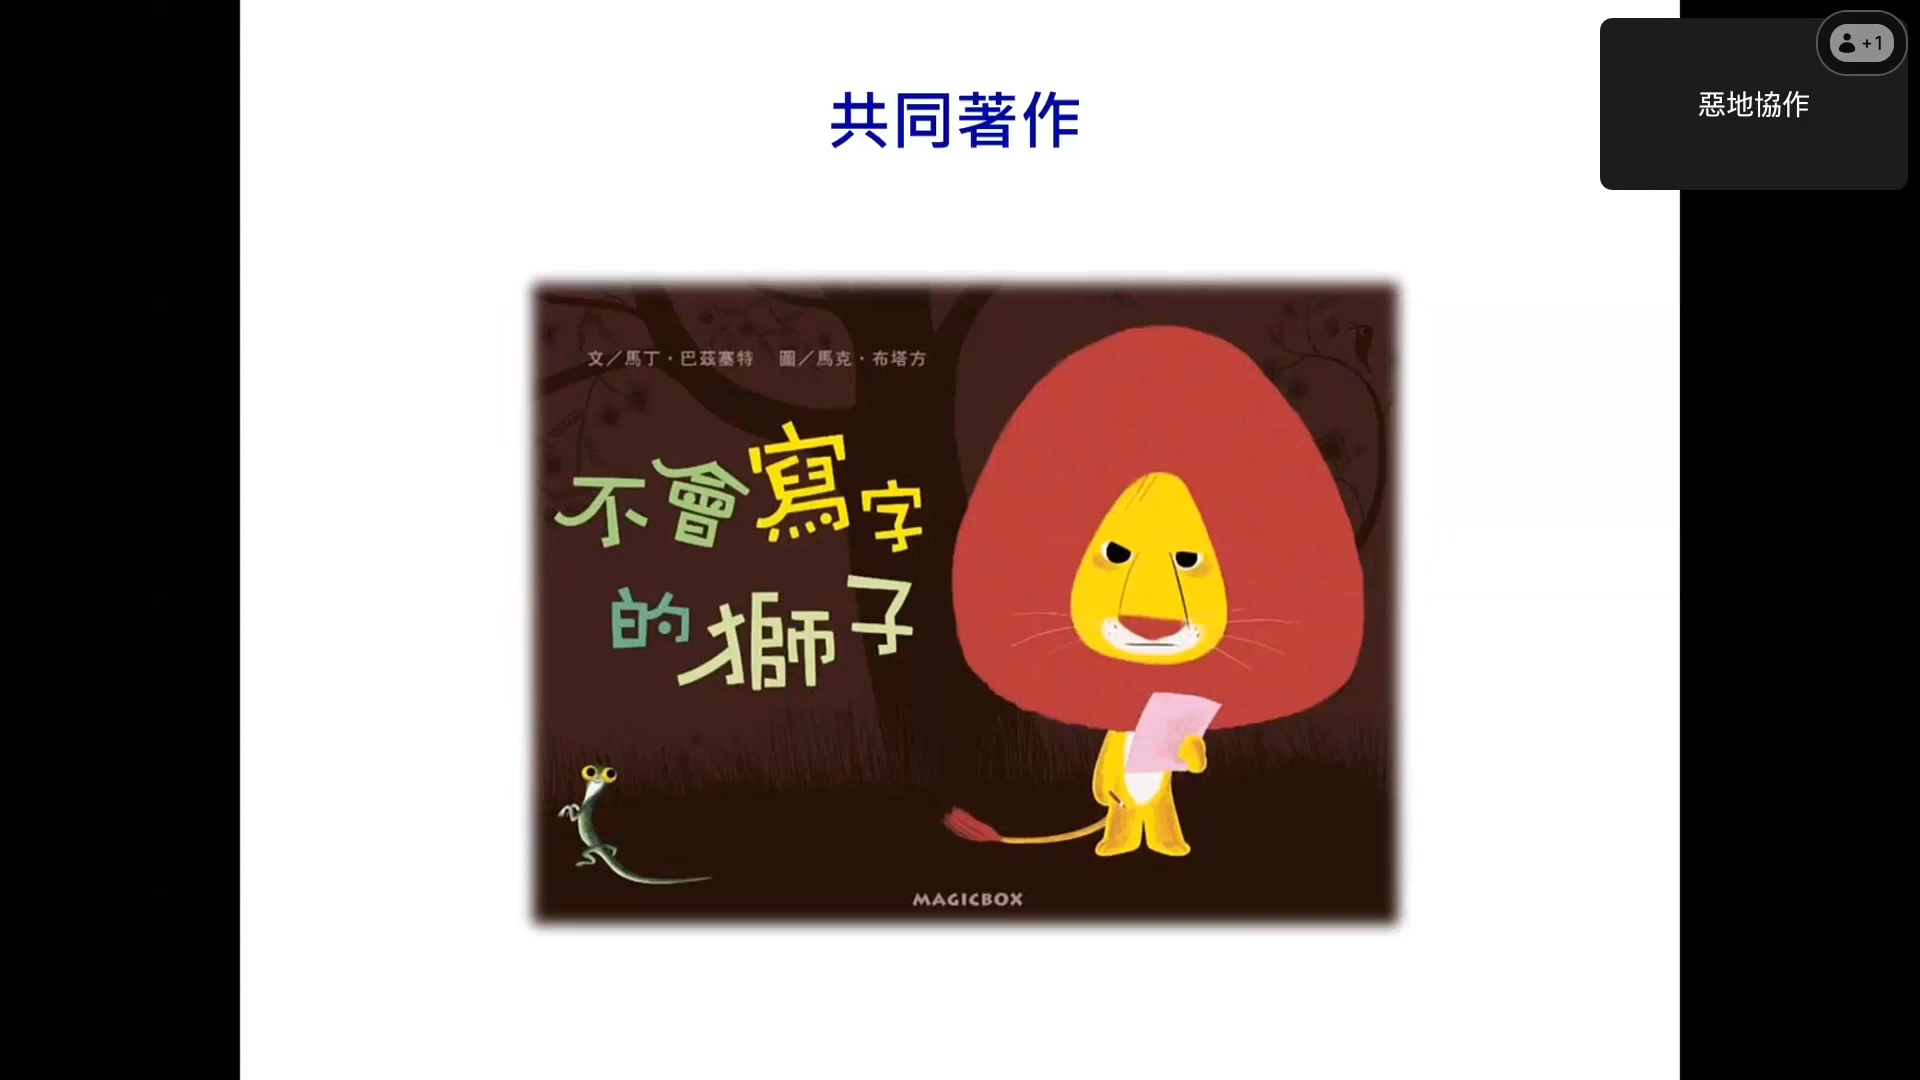 共同著作
+1
惡地協作
文／馬丁・巴茲塞特　圖／馬克・布塔方
不會寫字
的獅子
MAGICBOX